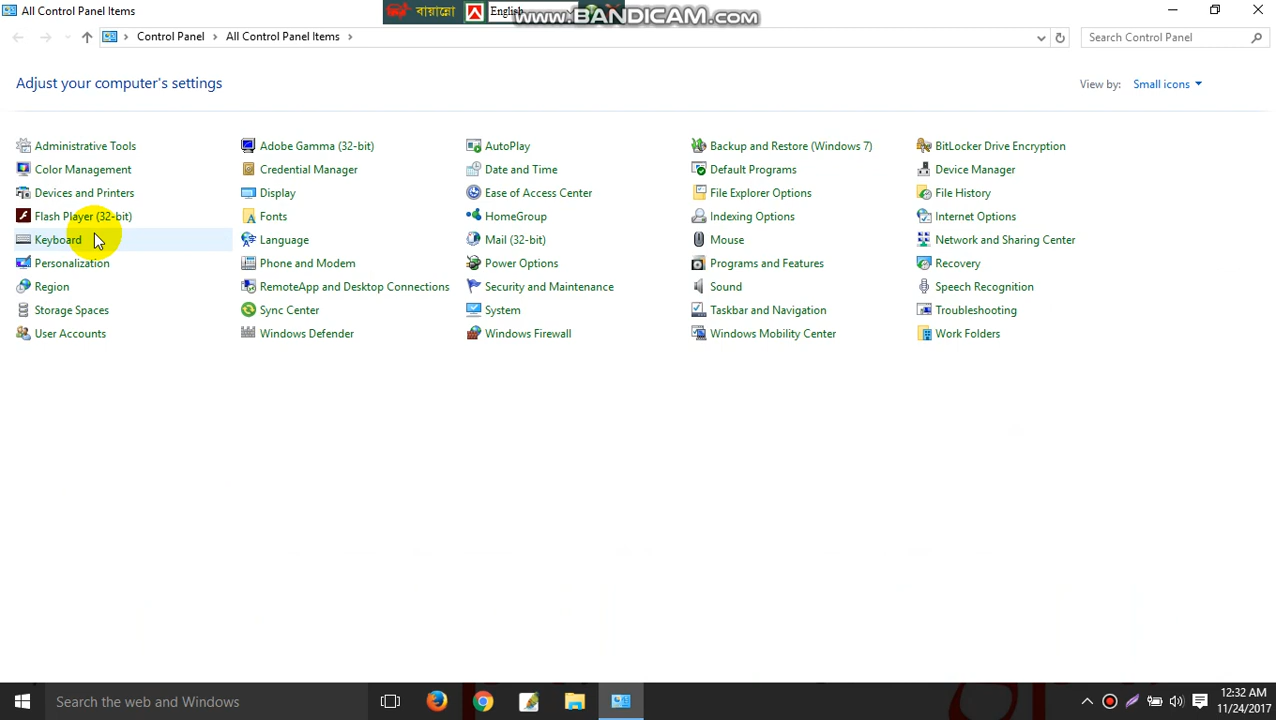 All Control Panel Items
বায়ান্নো
English
www.BANDICAM.com
Control Panel
All Control Panel Items
Search Control Panel
Adjust your computer's settings
View by: Small icons
Administrative Tools
Adobe Gamma (32-bit)
AutoPlay
Backup and Restore (Windows 7)
BitLocker Drive Encryption
Color Management
Credential Manager
Date and Time
Default Programs
Device Manager
Devices and Printers
Display
Ease of Access Center
File Explorer Options
File History
Flash Player (32-bit)
Fonts
HomeGroup
Indexing Options
Internet Options
Keyboard
Language
Mail (32-bit)
Mouse
Network and Sharing Center
Personalization
Phone and Modem
Power Options
Programs and Features
Recovery
Region
RemoteApp and Desktop Connections
Security and Maintenance
Sound
Speech Recognition
Storage Spaces
Sync Center
System
Taskbar and Navigation
Troubleshooting
User Accounts
Windows Defender
Windows Firewall
Windows Mobility Center
Work Folders
Search the web and Windows
12:32 AM
11/24/2017